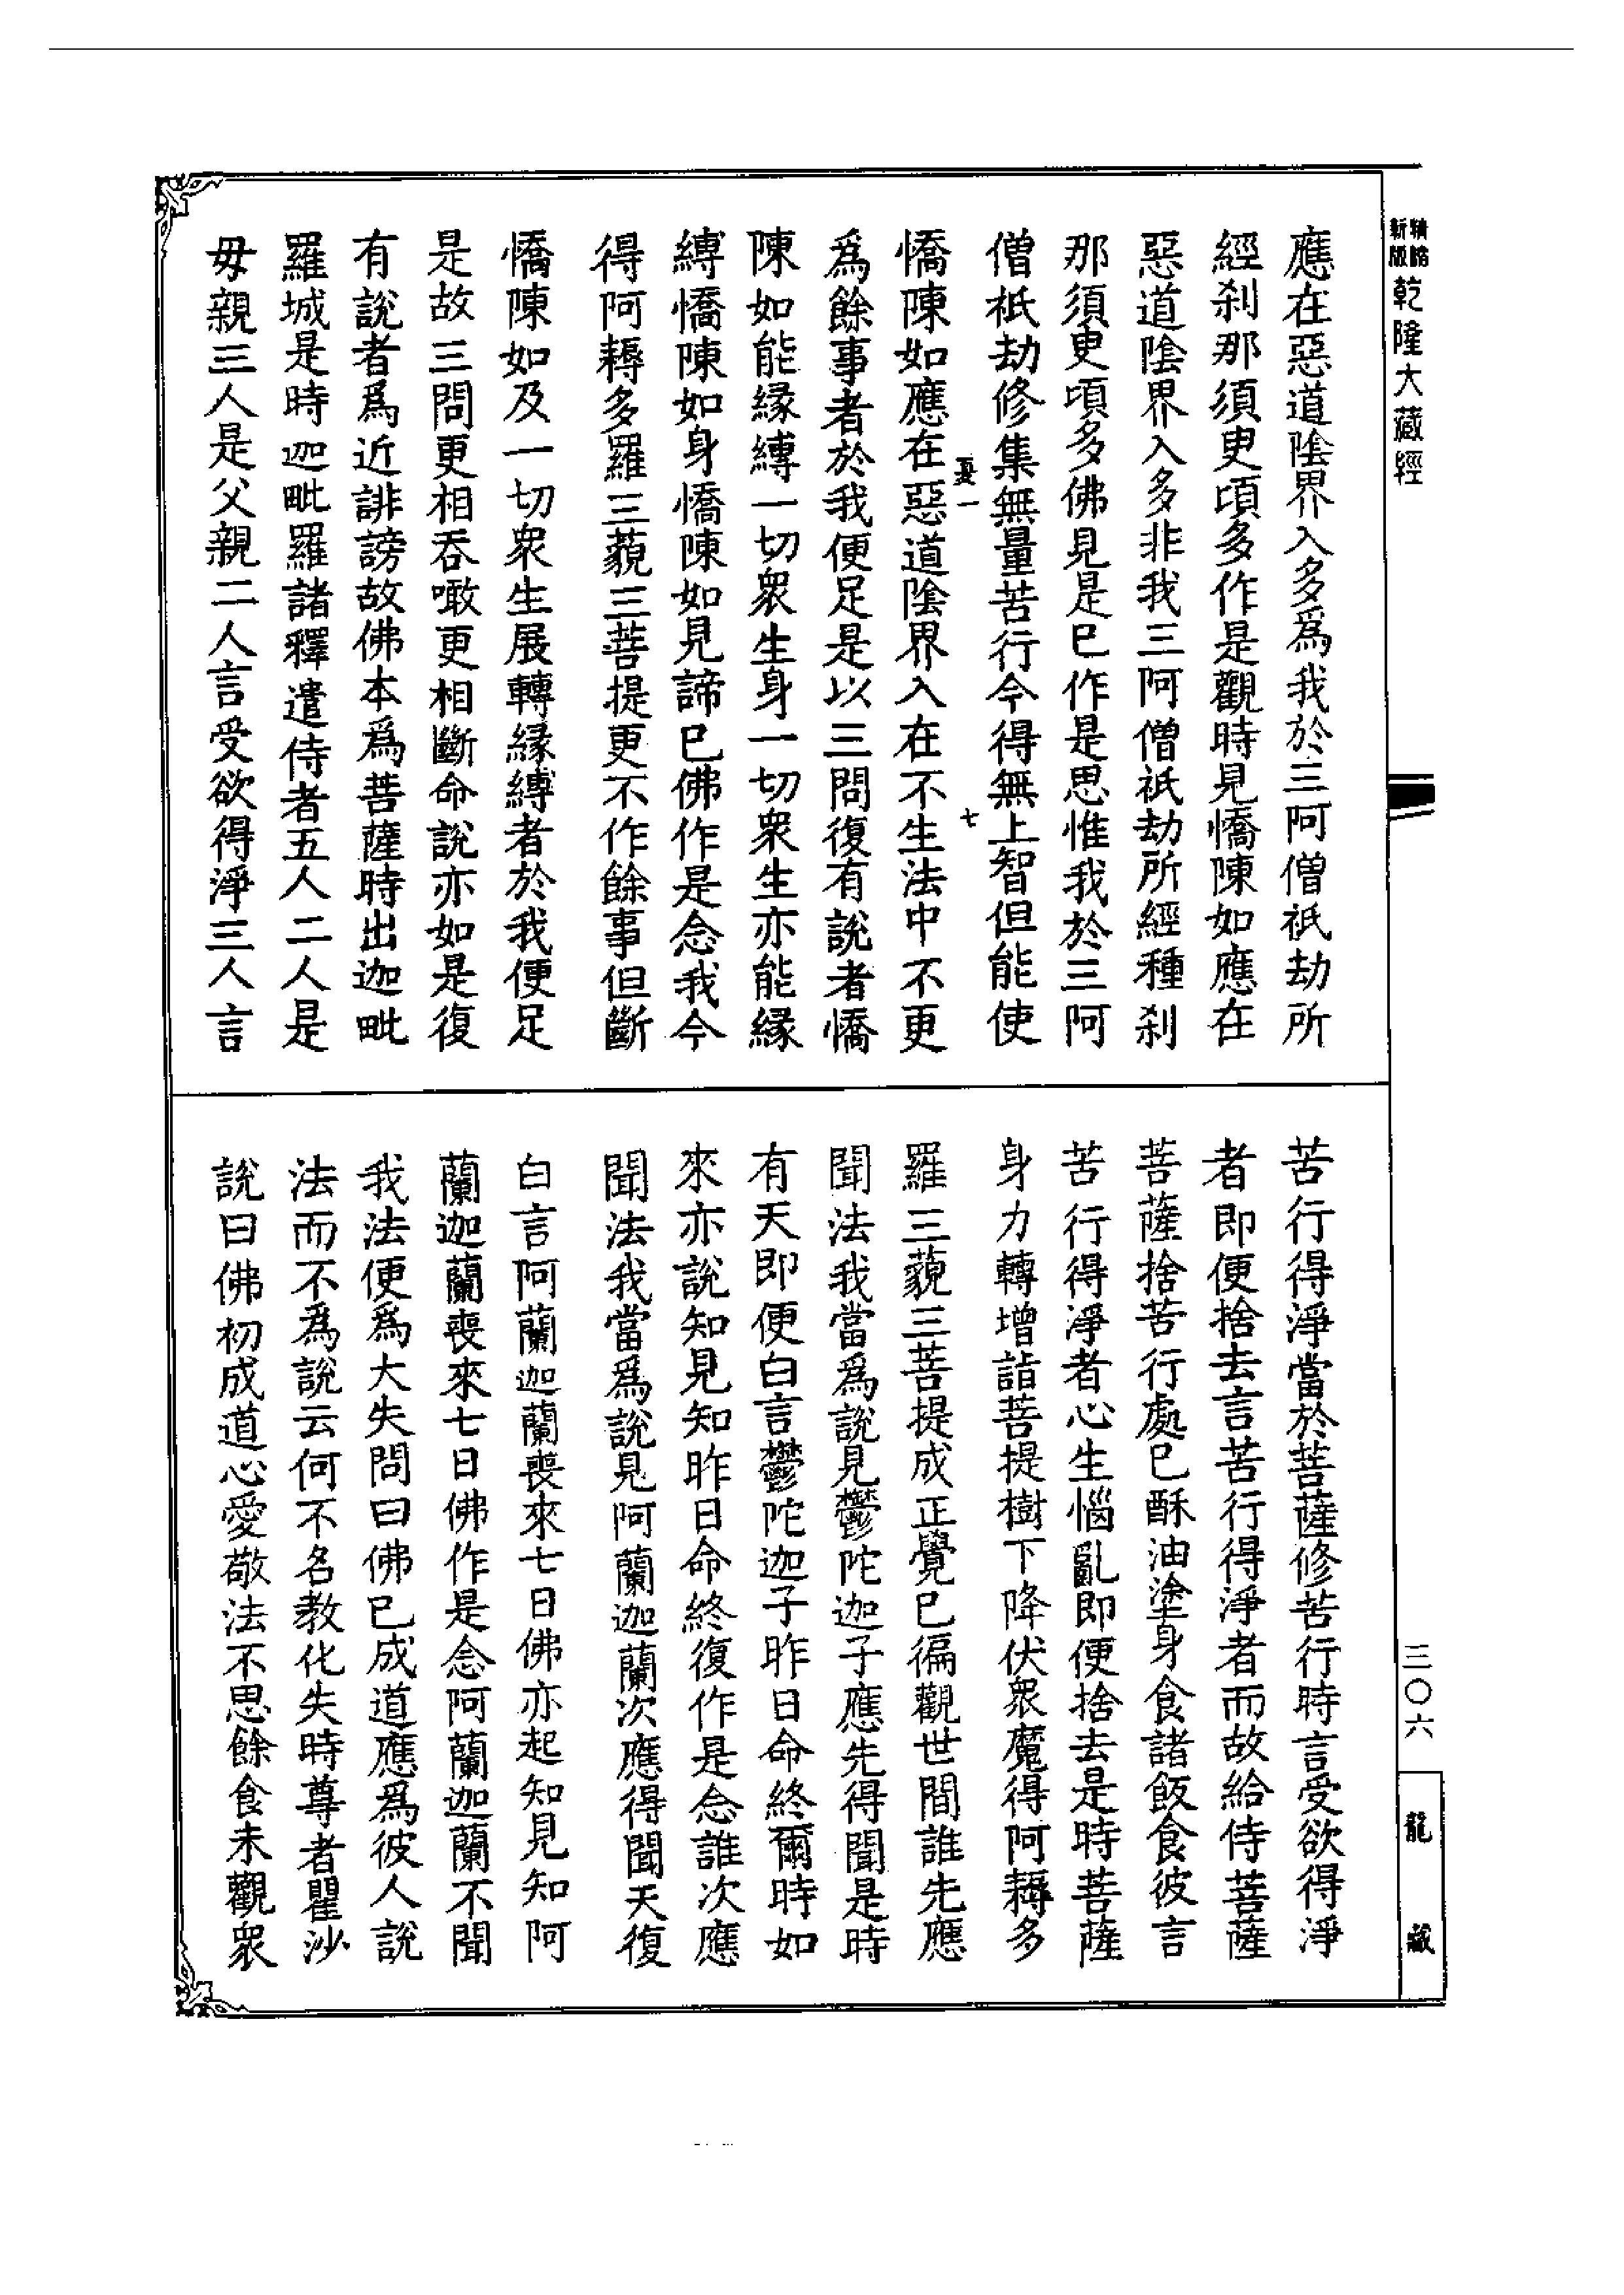 新版精縮乾隆大藏經
應在惡道陰界入多爲我於三阿僧祇劫所
經刹那須臾頃多作是觀時見憍陳如應在
惡道陰界入多非我三阿僧祇劫所經種刹
那須臾頃多佛見是已作是思惟我於三阿
僧祇劫修集無量苦行今得無上智但能使
憂一
七
憍陳如應在惡道陰界入在不生法中不更
爲餘事者於我便足是以三問復有說者憍
陳如能緣縛一切衆生身一切衆生亦能緣
縛憍陳如身憍陳如見諦已佛作是念我今
得阿耨多羅三藐三菩提更不作餘事但斷
憍陳如及一切衆生展轉緣縛者於我便足
是故三問更相吞噉更相斷命說亦如是復
有說者爲近誹謗故佛本爲菩薩時出迦毗
羅城是時迦毗羅諸釋遣侍者五人二人是
母親三人是父親二人言受欲得淨三人言
苦行得淨當於菩薩修苦行時言受欲得淨
者即便捨去言苦行得淨者而故給侍菩薩
菩薩捨苦行處已酥油塗身食諸飯食彼言
苦行得淨者心生惱亂即便捨去是時菩薩
身力轉增詣菩提樹下降伏衆魔得阿耨多
羅三藐三菩提成正覺已徧觀世間誰先應
聞法我當爲說見鬱陀迦子應先得聞是時
有天即便白言鬱陀迦子昨日命終爾時如
來亦說知見知昨日命終復作是念誰次應
聞法我當爲說見阿蘭迦蘭次應得聞天復
白言阿蘭迦蘭喪來七日佛亦起知見知阿
蘭迦蘭喪來七日佛作是念阿蘭迦蘭不聞
我法便爲大失問曰佛已成道應爲彼人說
法而不爲說云何不名教化失時尊者瞿沙
說曰佛初成道心愛敬法不思餘食未觀衆
三〇六
龍藏